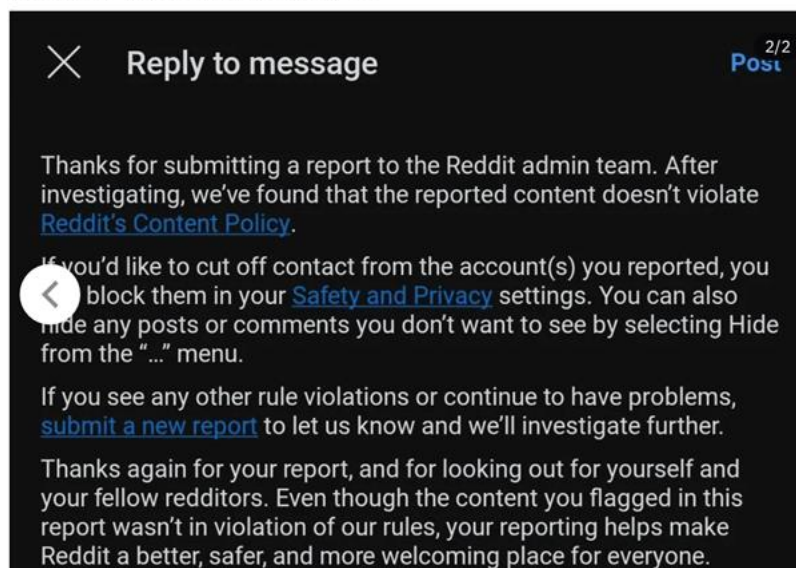 2/2
Reply to message
Post
Thanks for submitting a report to the Reddit admin team. After
investigating, we've found that the reported content doesn't violate
Reddit's Content Policy.
If you'd like to cut off contact from the account(s) you reported, you
block them in your Safety and Privacy settings. You can also
hide any posts or comments you don't want to see by selecting Hide
from the “…” menu.
If you see any other rule violations or continue to have problems,
submit a new report to let us know and we'll investigate further.
Thanks again for your report, and for looking out for yourself and
your fellow redditors. Even though the content you flagged in this
report wasn't in violation of our rules, your reporting helps make
Reddit a better, safer, and more welcoming place for everyone.